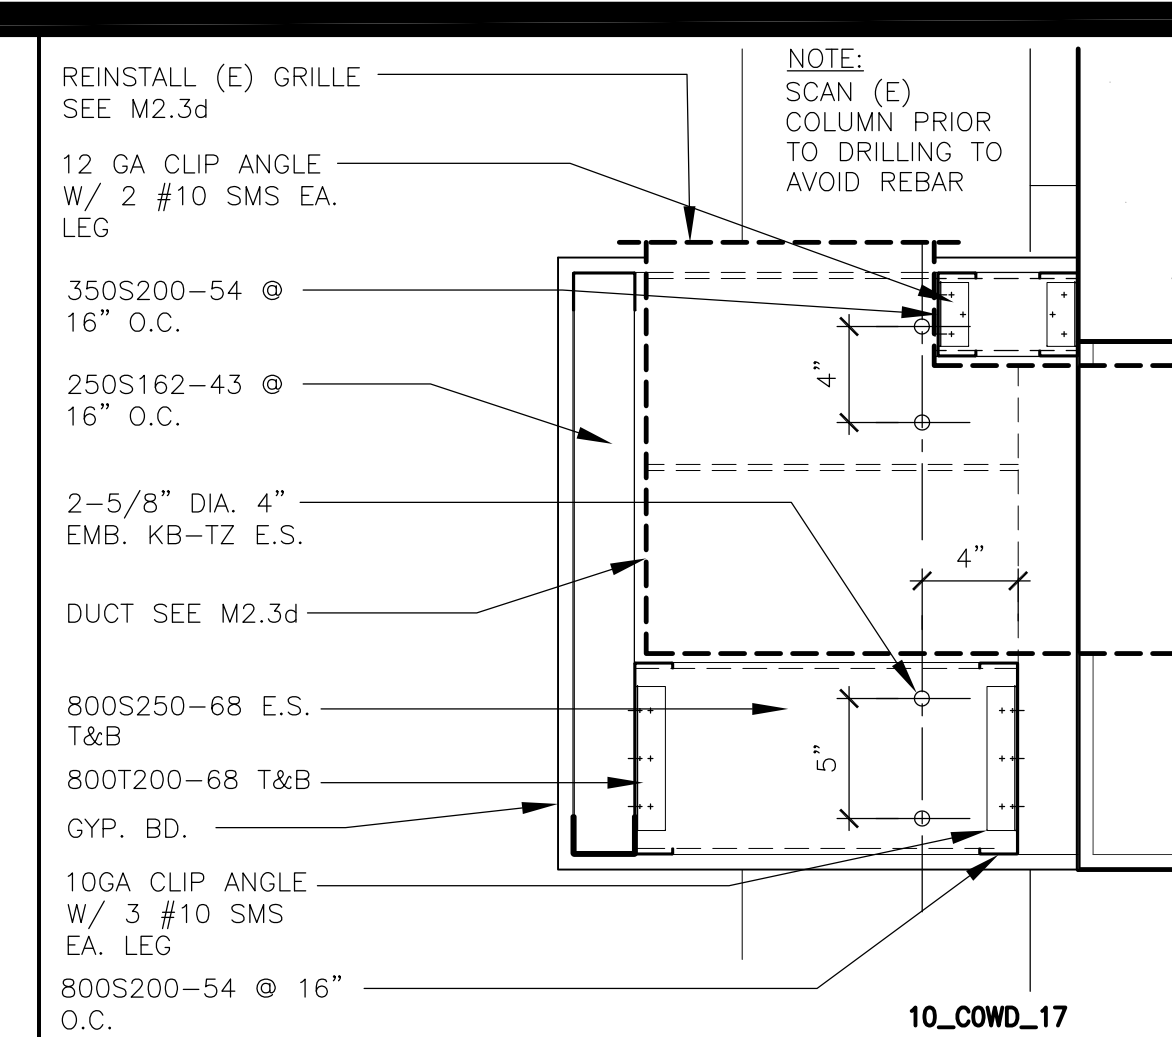 REINSTALL (E) GRILLE
SEE M2.3d
12 GA CLIP ANGLE
W/ 2 #10 SMS EA.
LEG
350S200-54 @
16" O.C.
250S162-43 @
16" O.C.
2-5/8" DIA. 4"
EMB. KB-TZ E.S.
DUCT SEE M2.3d
800S250-68 E.S.
T&B
800T200-68 T&B
GYP. BD.
10GA CLIP ANGLE
W/ 3 #10 SMS
EA. LEG
800S200-54 @ 16"
O.C.
NOTE:
SCAN (E)
COLUMN PRIOR
TO DRILLING TO
AVOID REBAR
4"
4"
5"
10_COWD_17